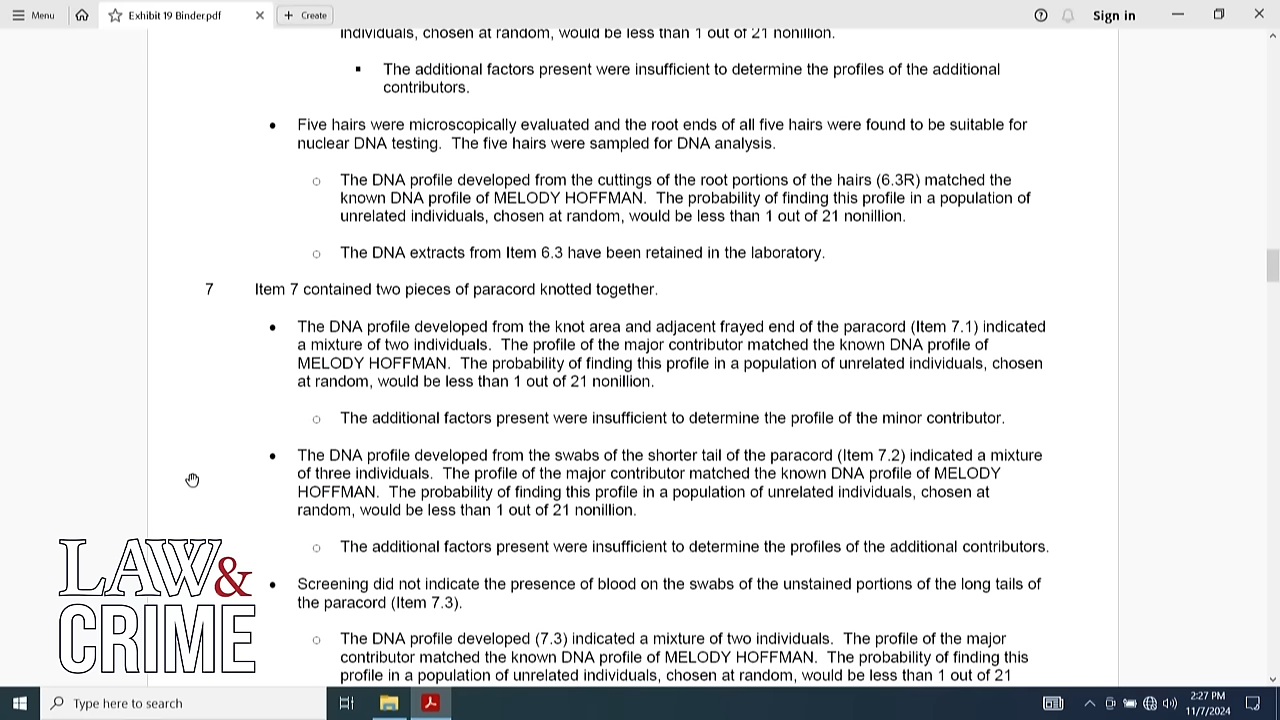 Menu
Exhibit 19 Binder.pdf
Create
Sign in
individuals, chosen at random, would be less than 1 out of 21 nonillion.
▪ The additional factors present were insufficient to determine the profiles of the additional
contributors.
• Five hairs were microscopically evaluated and the root ends of all five hairs were found to be suitable for
nuclear DNA testing. The five hairs were sampled for DNA analysis.
○ The DNA profile developed from the cuttings of the root portions of the hairs (6.3R) matched the
known DNA profile of MELODY HOFFMAN. The probability of finding this profile in a population of
unrelated individuals, chosen at random, would be less than 1 out of 21 nonillion.
○ The DNA extracts from Item 6.3 have been retained in the laboratory.
7 Item 7 contained two pieces of paracord knotted together.
• The DNA profile developed from the knot area and adjacent frayed end of the paracord (Item 7.1) indicated
a mixture of two individuals. The profile of the major contributor matched the known DNA profile of
MELODY HOFFMAN. The probability of finding this profile in a population of unrelated individuals, chosen
at random, would be less than 1 out of 21 nonillion.
○ The additional factors present were insufficient to determine the profile of the minor contributor.
• The DNA profile developed from the swabs of the shorter tail of the paracord (Item 7.2) indicated a mixture
of three individuals. The profile of the major contributor matched the known DNA profile of MELODY
HOFFMAN. The probability of finding this profile in a population of unrelated individuals, chosen at
random, would be less than 1 out of 21 nonillion.
○ The additional factors present were insufficient to determine the profiles of the additional contributors.
• Screening did not indicate the presence of blood on the swabs of the unstained portions of the long tails of
the paracord (Item 7.3).
○ The DNA profile developed (7.3) indicated a mixture of two individuals. The profile of the major
contributor matched the known DNA profile of MELODY HOFFMAN. The probability of finding this
profile in a population of unrelated individuals, chosen at random, would be less than 1 out of 21
LAW&
CRIME
Type here to search
2:27 PM
11/7/2024